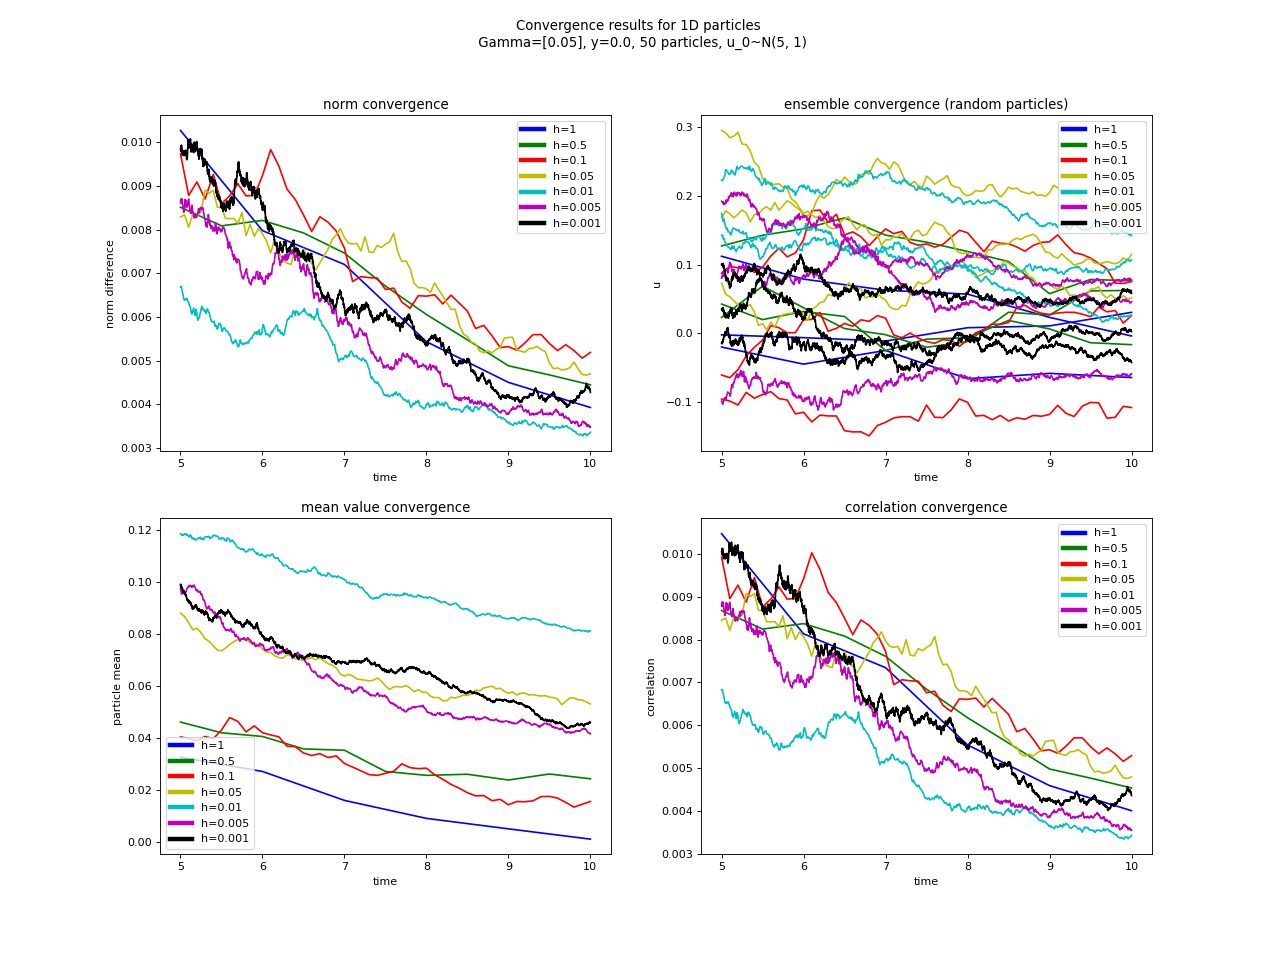 Convergence results for 1D particles
Gamma=[0.05], y=0.0, 50 particles, u_0~N(5, 1)
norm convergence
norm difference
0.010
0.009
0.008
0.007
0.006
0.005
0.004
0.003
5 6 7 8 9 10
time
h=1
h=0.5
h=0.1
h=0.05
h=0.01
h=0.005
h=0.001
ensemble convergence (random particles)
u
0.3
0.2
0.1
0.0
−0.1
5 6 7 8 9 10
time
h=1
h=0.5
h=0.1
h=0.05
h=0.01
h=0.005
h=0.001
mean value convergence
particle mean
0.12
0.10
0.08
0.06
0.04
0.02
0.00
5 6 7 8 9 10
time
h=1
h=0.5
h=0.1
h=0.05
h=0.01
h=0.005
h=0.001
correlation convergence
correlation
0.010
0.009
0.008
0.007
0.006
0.005
0.004
0.003
5 6 7 8 9 10
time
h=1
h=0.5
h=0.1
h=0.05
h=0.01
h=0.005
h=0.001